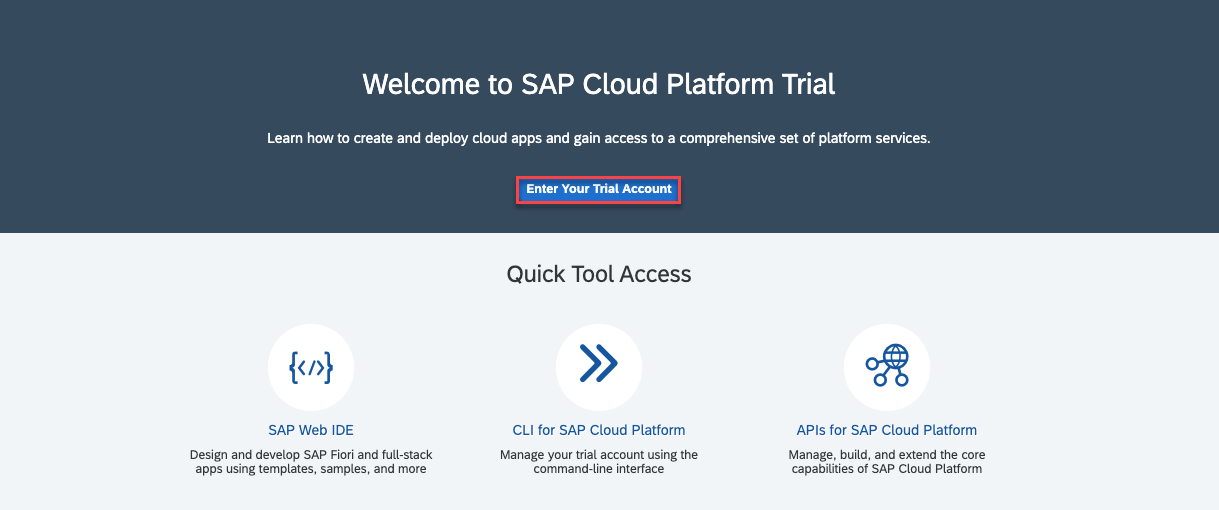 Welcome to SAP Cloud Platform Trial
Learn how to create and deploy cloud apps and gain access to a comprehensive set of platform services.
Enter Your Trial Account
Quick Tool Access
SAP Web IDE
Design and develop SAP Fiori and full-stack
apps using templates, samples, and more
CLI for SAP Cloud Platform
Manage your trial account using the
command-line interface
APIs for SAP Cloud Platform
Manage, build, and extend the core
capabilities of SAP Cloud Platform